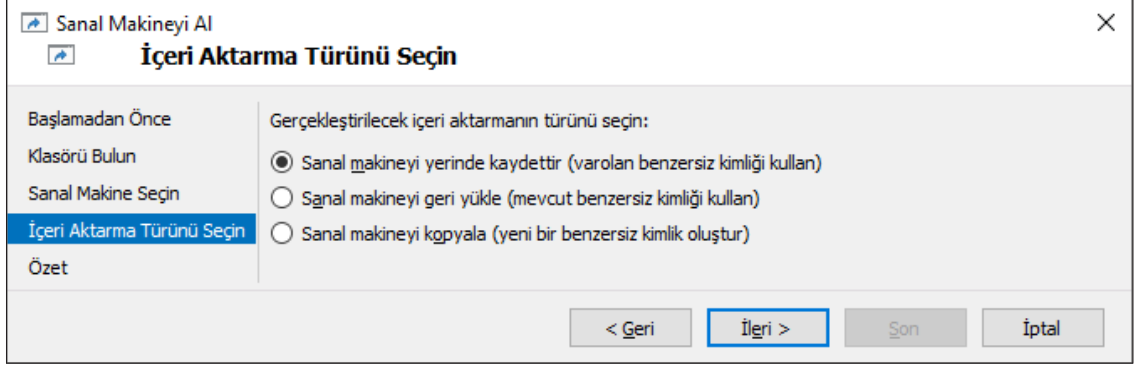 Sanal Makineyi Al
İçeri Aktarma Türünü Seçin
Başlamadan Önce
Klasörü Bulun
Sanal Makine Seçin
İçeri Aktarma Türünü Seçin
Özet
Gerçekleştirilecek içeri aktarmanın türünü seçin:
Sanal makineyi yerinde kaydettir (varolan benzersiz kimliği kullan)
Sanal makineyi geri yükle (mevcut benzersiz kimliği kullan)
Sanal makineyi kopyala (yeni bir benzersiz kimlik oluştur)
< Geri
İleri >
Son
İptal